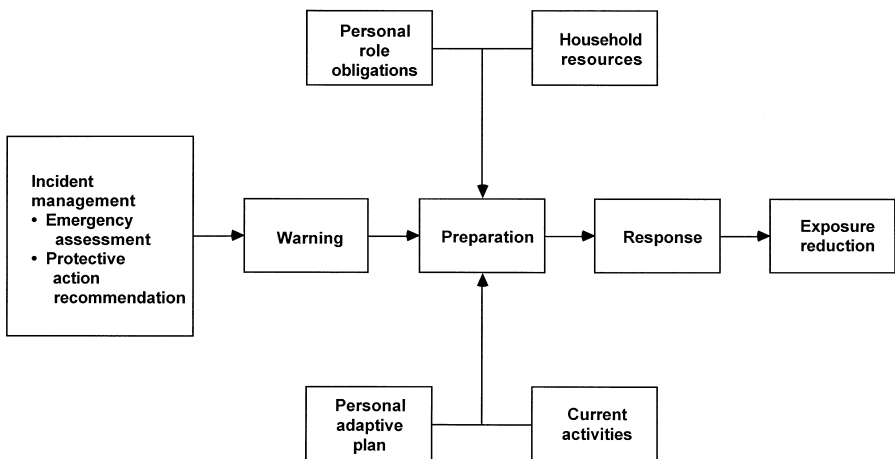 Personal
role
obligations
Household
resources
Incident
management
• Emergency
assessment
• Protective
action
recommendation
Warning
Preparation
Response
Exposure
reduction
Personal
adaptive
plan
Current
activities